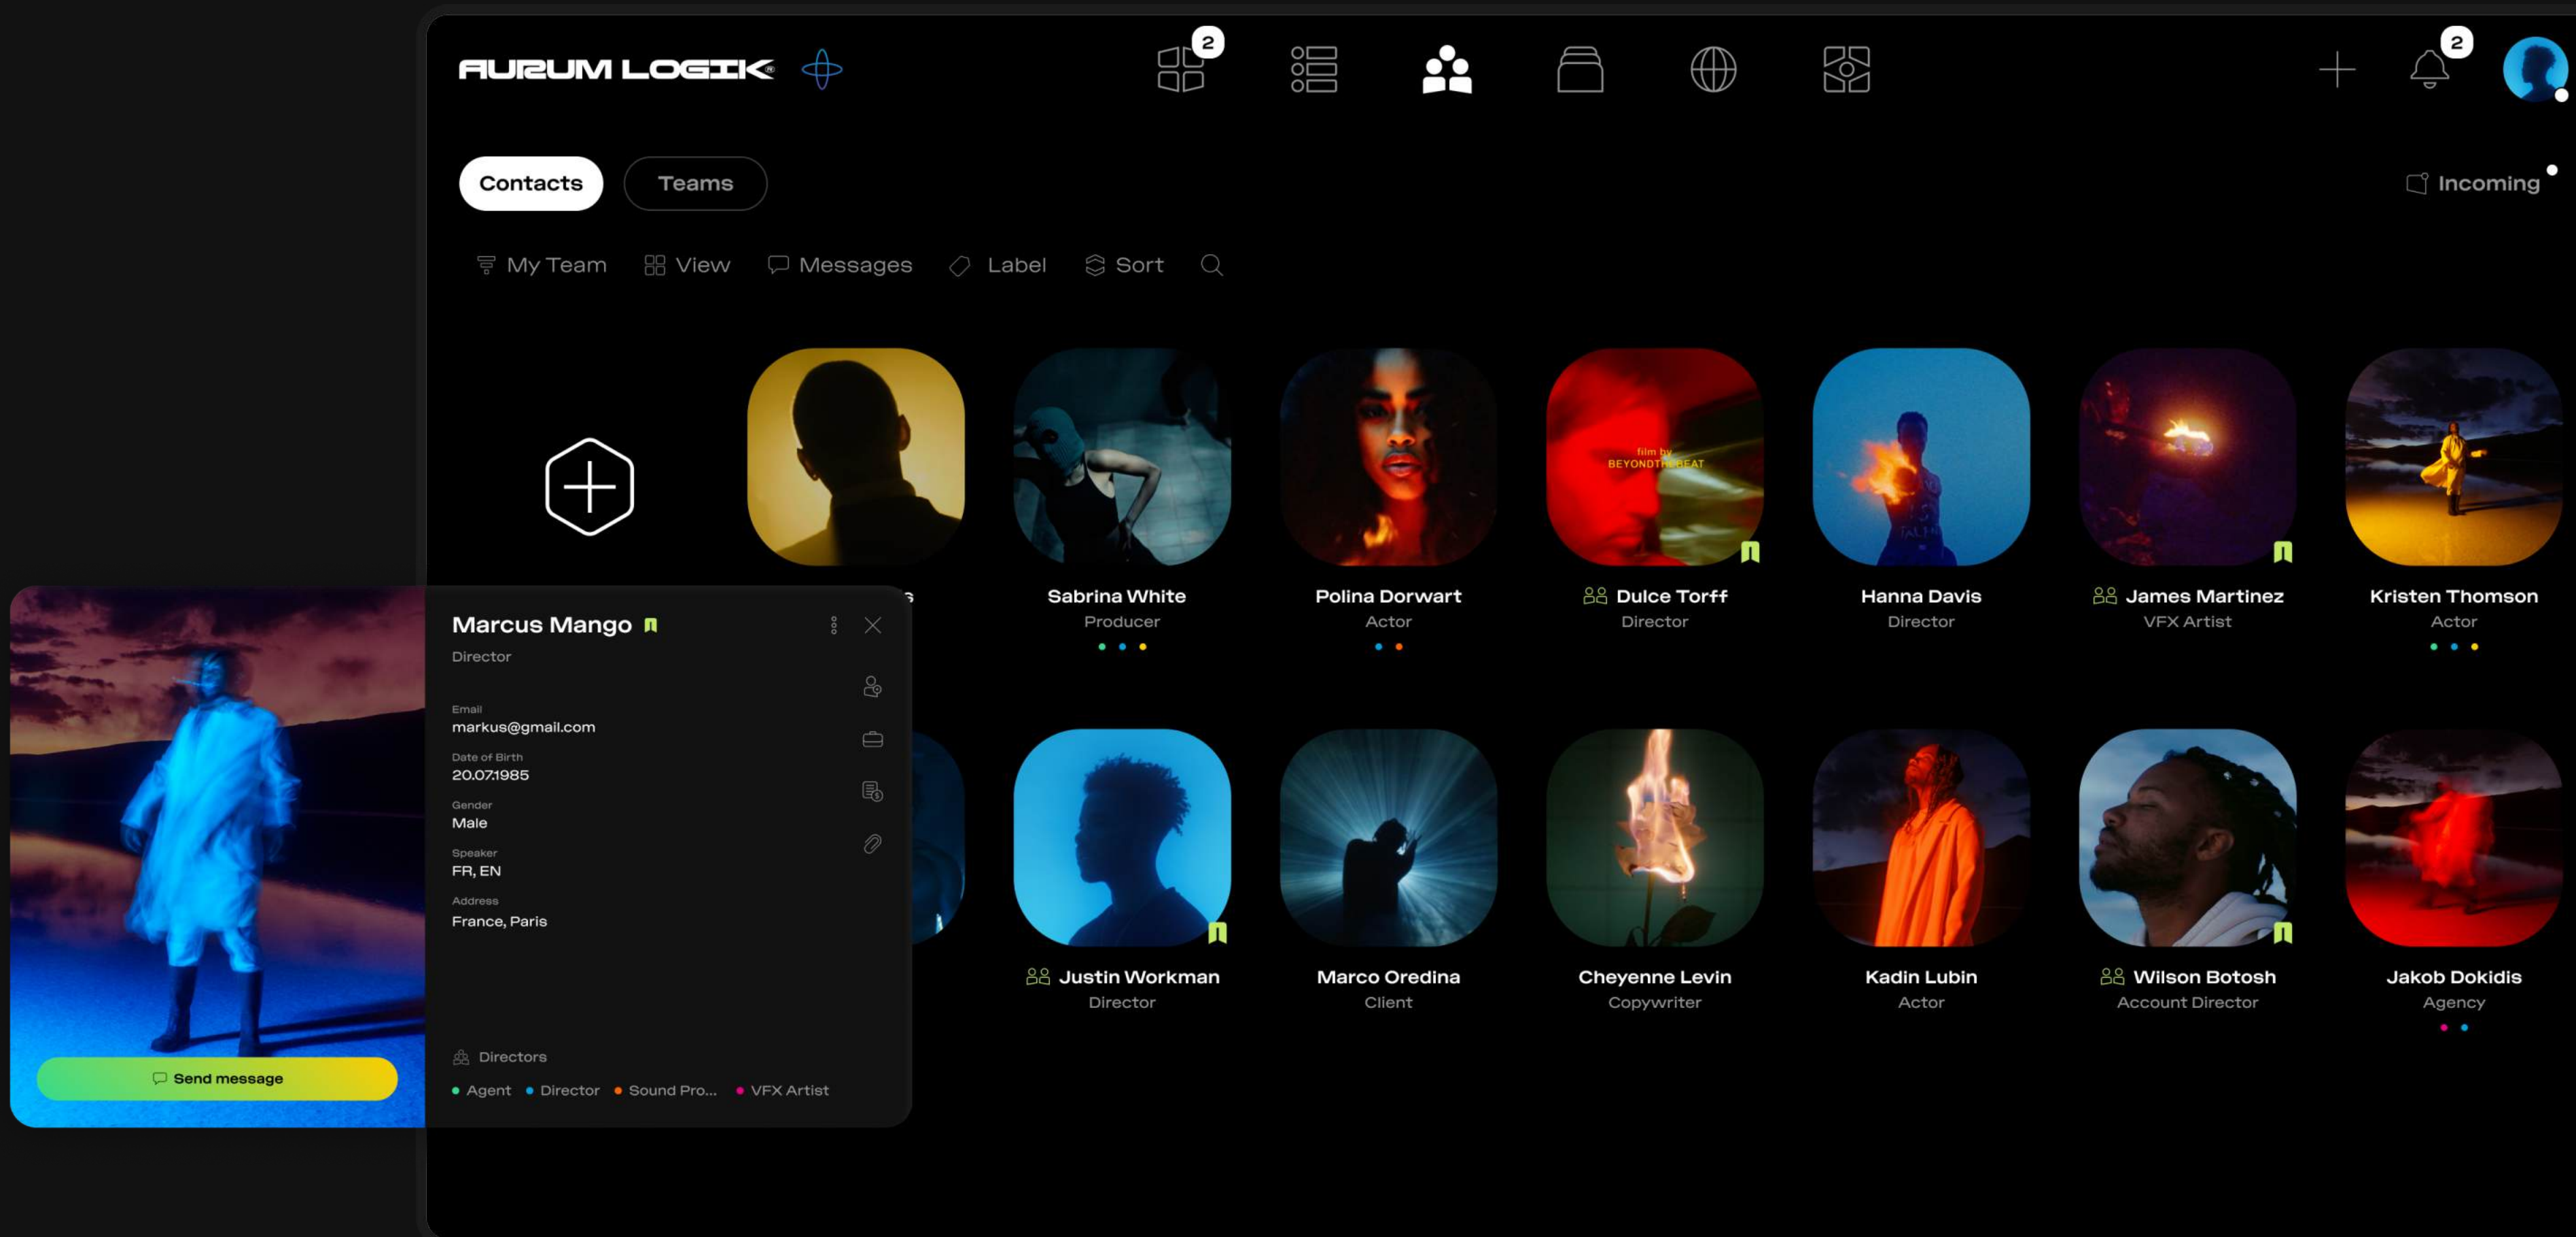 AURUM LOGIK®
2
2
Contacts
Teams
Incoming
My Team
View
Messages
Label
Sort
film by
BEYONDTHEBEAT
s
Sabrina White
Producer
Polina Dorwart
Actor
Dulce Torff
Director
Hanna Davis
Director
James Martinez
VFX Artist
Kristen Thomson
Actor
Marcus Mango
Director
Email
markus@gmail.com
Date of Birth
20.07.1985
Gender
Male
Speaker
FR, EN
Address
France, Paris
Send message
Directors
Agent
Director
Sound Pro...
VFX Artist
Justin Workman
Director
Marco Oredina
Client
Cheyenne Levin
Copywriter
Kadin Lubin
Actor
Wilson Botosh
Account Director
Jakob Dokidis
Agency